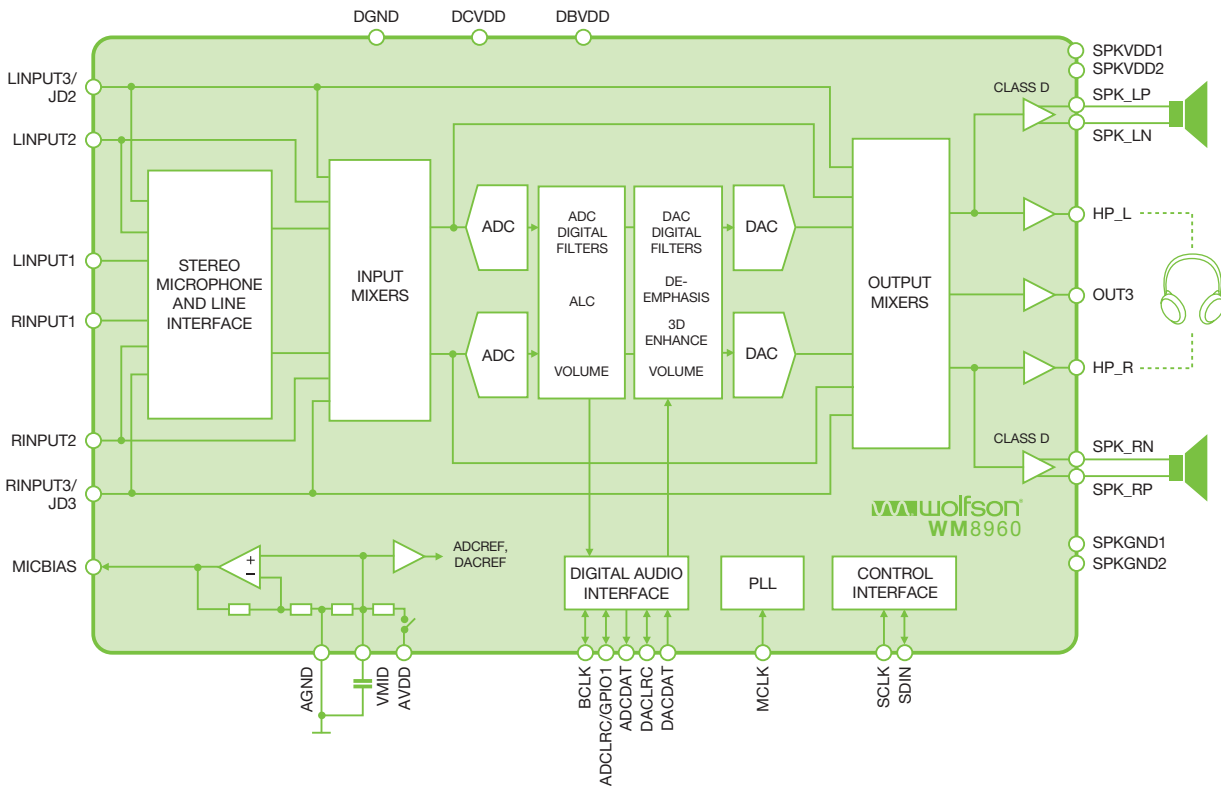 DGND
DCVDD
DBVDD
SPKVDD1
SPKVDD2
LINPUT3/
JD2
CLASS D
SPK_LP
SPK_LN
LINPUT2
HP_L
LINPUT1
STEREO
MICROPHONE
AND LINE
INTERFACE
INPUT
MIXERS
ADC
ADC
DIGITAL
FILTERS
ALC
VOLUME
DAC
DIGITAL
FILTERS
DE-
EMPHASIS
3D
ENHANCE
VOLUME
DAC
OUTPUT
MIXERS
OUT3
RINPUT1
ADC
DAC
HP_R
RINPUT2
CLASS D
SPK_RN
SPK_RP
RINPUT3/
JD3
wolfson®
WM8960
SPKGND1
SPKGND2
MICBIAS
+
–
ADCREF,
DACREF
DIGITAL AUDIO
INTERFACE
PLL
CONTROL
INTERFACE
AGND
VMID
AVDD
BCLK
ADCLRC/GPIO1
ADCDAT
DACLRC
DACDAT
MCLK
SCLK
SDIN